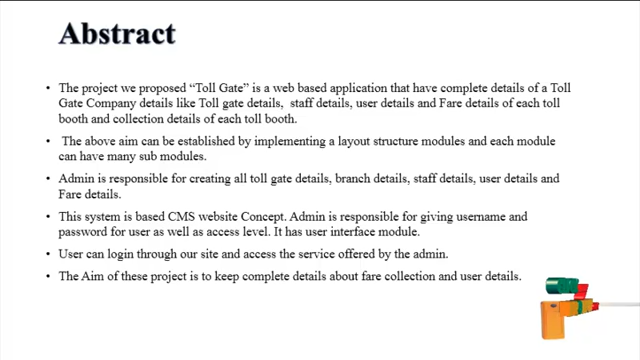 Abstract
• The project we proposed “Toll Gate” is a web based application that have complete details of a Toll
Gate Company details like Toll gate details, staff details, user details and Fare details of each toll
booth and collection details of each toll booth.
• The above aim can be established by implementing a layout structure modules and each module
can have many sub modules.
• Admin is responsible for creating all toll gate details, branch details, staff details, user details and
Fare details.
• This system is based CMS website Concept. Admin is responsible for giving username and
password for user as well as access level. It has user interface module.
• User can login through our site and access the service offered by the admin.
• The Aim of these project is to keep complete details about fare collection and user details.